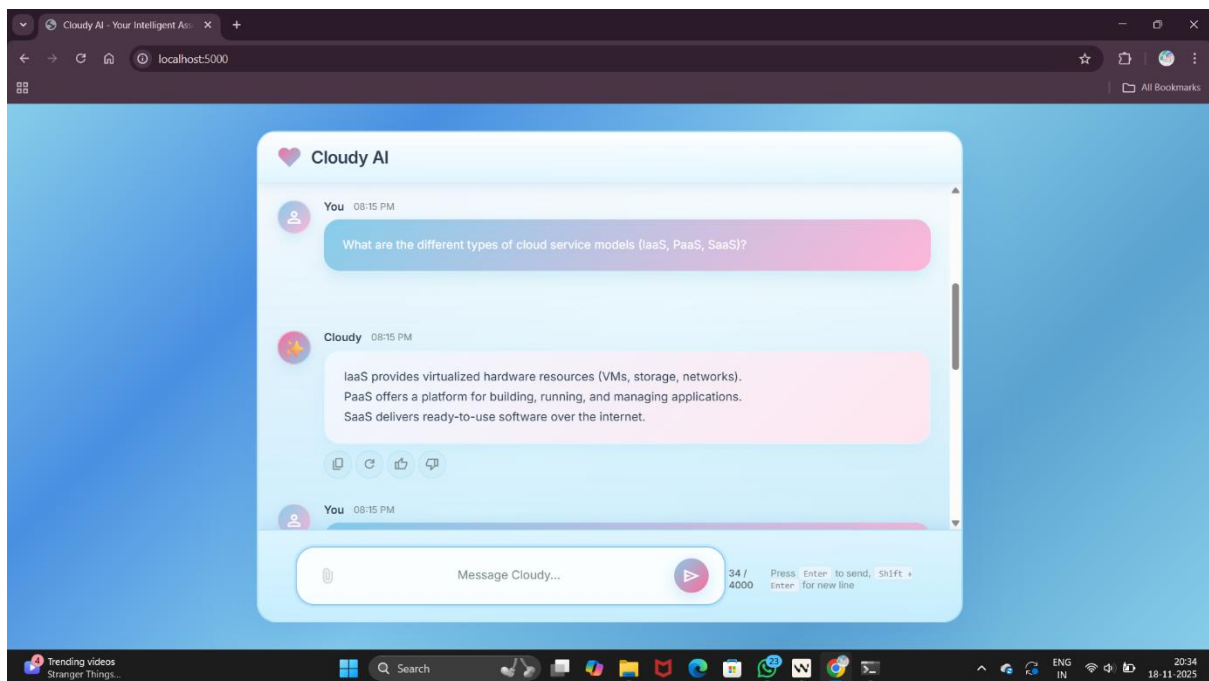 Cloudy AI - Your Intelligent Ass
localhost:5000
All Bookmarks
Cloudy AI
You 08:15 PM
What are the different types of cloud service models (IaaS, PaaS, SaaS)?
Cloudy 08:15 PM
IaaS provides virtualized hardware resources (VMs, storage, networks).
PaaS offers a platform for building, running, and managing applications.
SaaS delivers ready-to-use software over the internet.
You 08:15 PM
Message Cloudy...
34 /
4000
Press Enter to send, Shift +
Enter for new line
4
Trending videos
Stranger Things...
Search
23
ENG
IN
20:34
18-11-2025